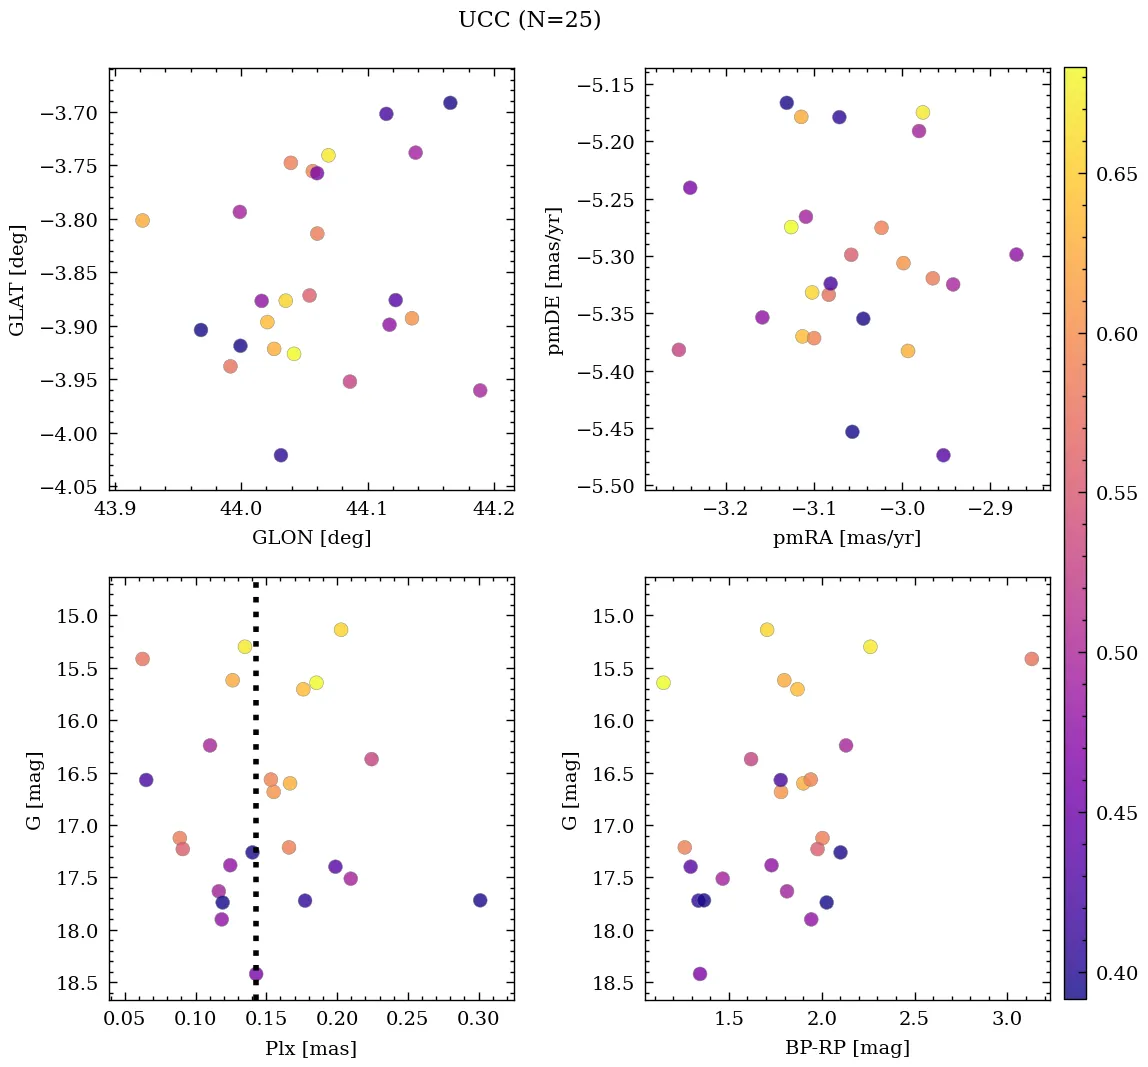 UCC (N=25)
−3.70
−3.75
−3.80
−3.85
−3.90
−3.95
−4.00
−4.05
GLAT [deg]
43.9 44.0 44.1 44.2
GLON [deg]
−5.15
−5.20
−5.25
−5.30
−5.35
−5.40
−5.45
−5.50
pmDE [mas/yr]
−3.2 −3.1 −3.0 −2.9
pmRA [mas/yr]
15.0
15.5
16.0
16.5
17.0
17.5
18.0
18.5
G [mag]
0.05 0.10 0.15 0.20 0.25 0.30
Plx [mas]
15.0
15.5
16.0
16.5
17.0
17.5
18.0
18.5
G [mag]
1.5 2.0 2.5 3.0
BP-RP [mag]
0.65
0.60
0.55
0.50
0.45
0.40